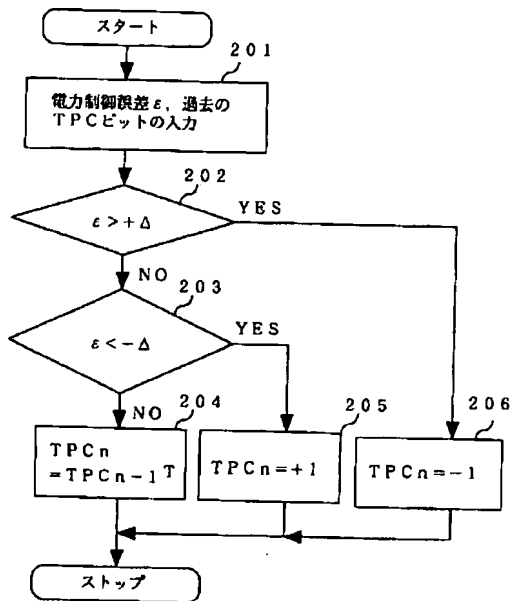 スタート
201
電力制御誤差ε, 過去の
TPCビットの入力
202
ε>+Δ
YES
NO
203
ε<-Δ
YES
NO
204
TPCn
=TPCn-1 T
205
TPCn=+1
206
TPCn=-1
ストップ